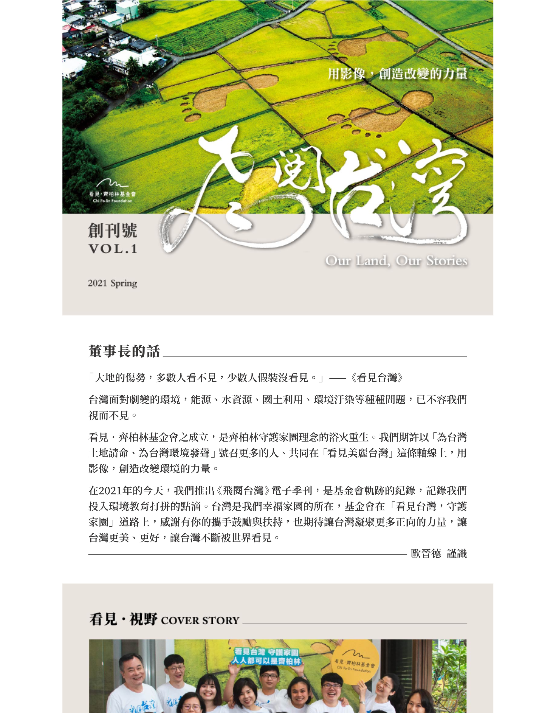 用影像，創造改變的力量
飛閱台灣
看見・齊柏林基金會
Chi Po-lin Foundation
Our Land, Our Stories
創刊號
VOL.1
2021 Spring
董事長的話
「大地的傷勢，多數人看不見，少數人假裝沒看見。」——《看見台灣》
台灣面對劇變的環境，能源、水資源、國土利用、環境汙染等種種問題，已不容我們
視而不見。
看見・齊柏林基金會之成立，是齊柏林守護家園理念的浴火重生。我們期許以「為台灣
土地請命、為台灣環境發聲」號召更多的人、共同在「看見美麗台灣」這條軸線上，用
影像，創造改變環境的力量。
在2021年的今天，我們推出《飛閱台灣》電子季刊，是基金會軌跡的紀錄，記錄我們
投入環境教育打拼的點滴。台灣是我們幸福家園的所在，基金會在「看見台灣，守護
家園」道路上，感謝有你的攜手鼓勵與扶持，也期待讓台灣凝聚更多正向的力量，讓
台灣更美、更好，讓台灣不斷被世界看見。
歐晉德 謹識
看見・視野 COVER STORY
看見台灣 守護家園
人人都可以是齊柏林
看見・齊柏林基金會